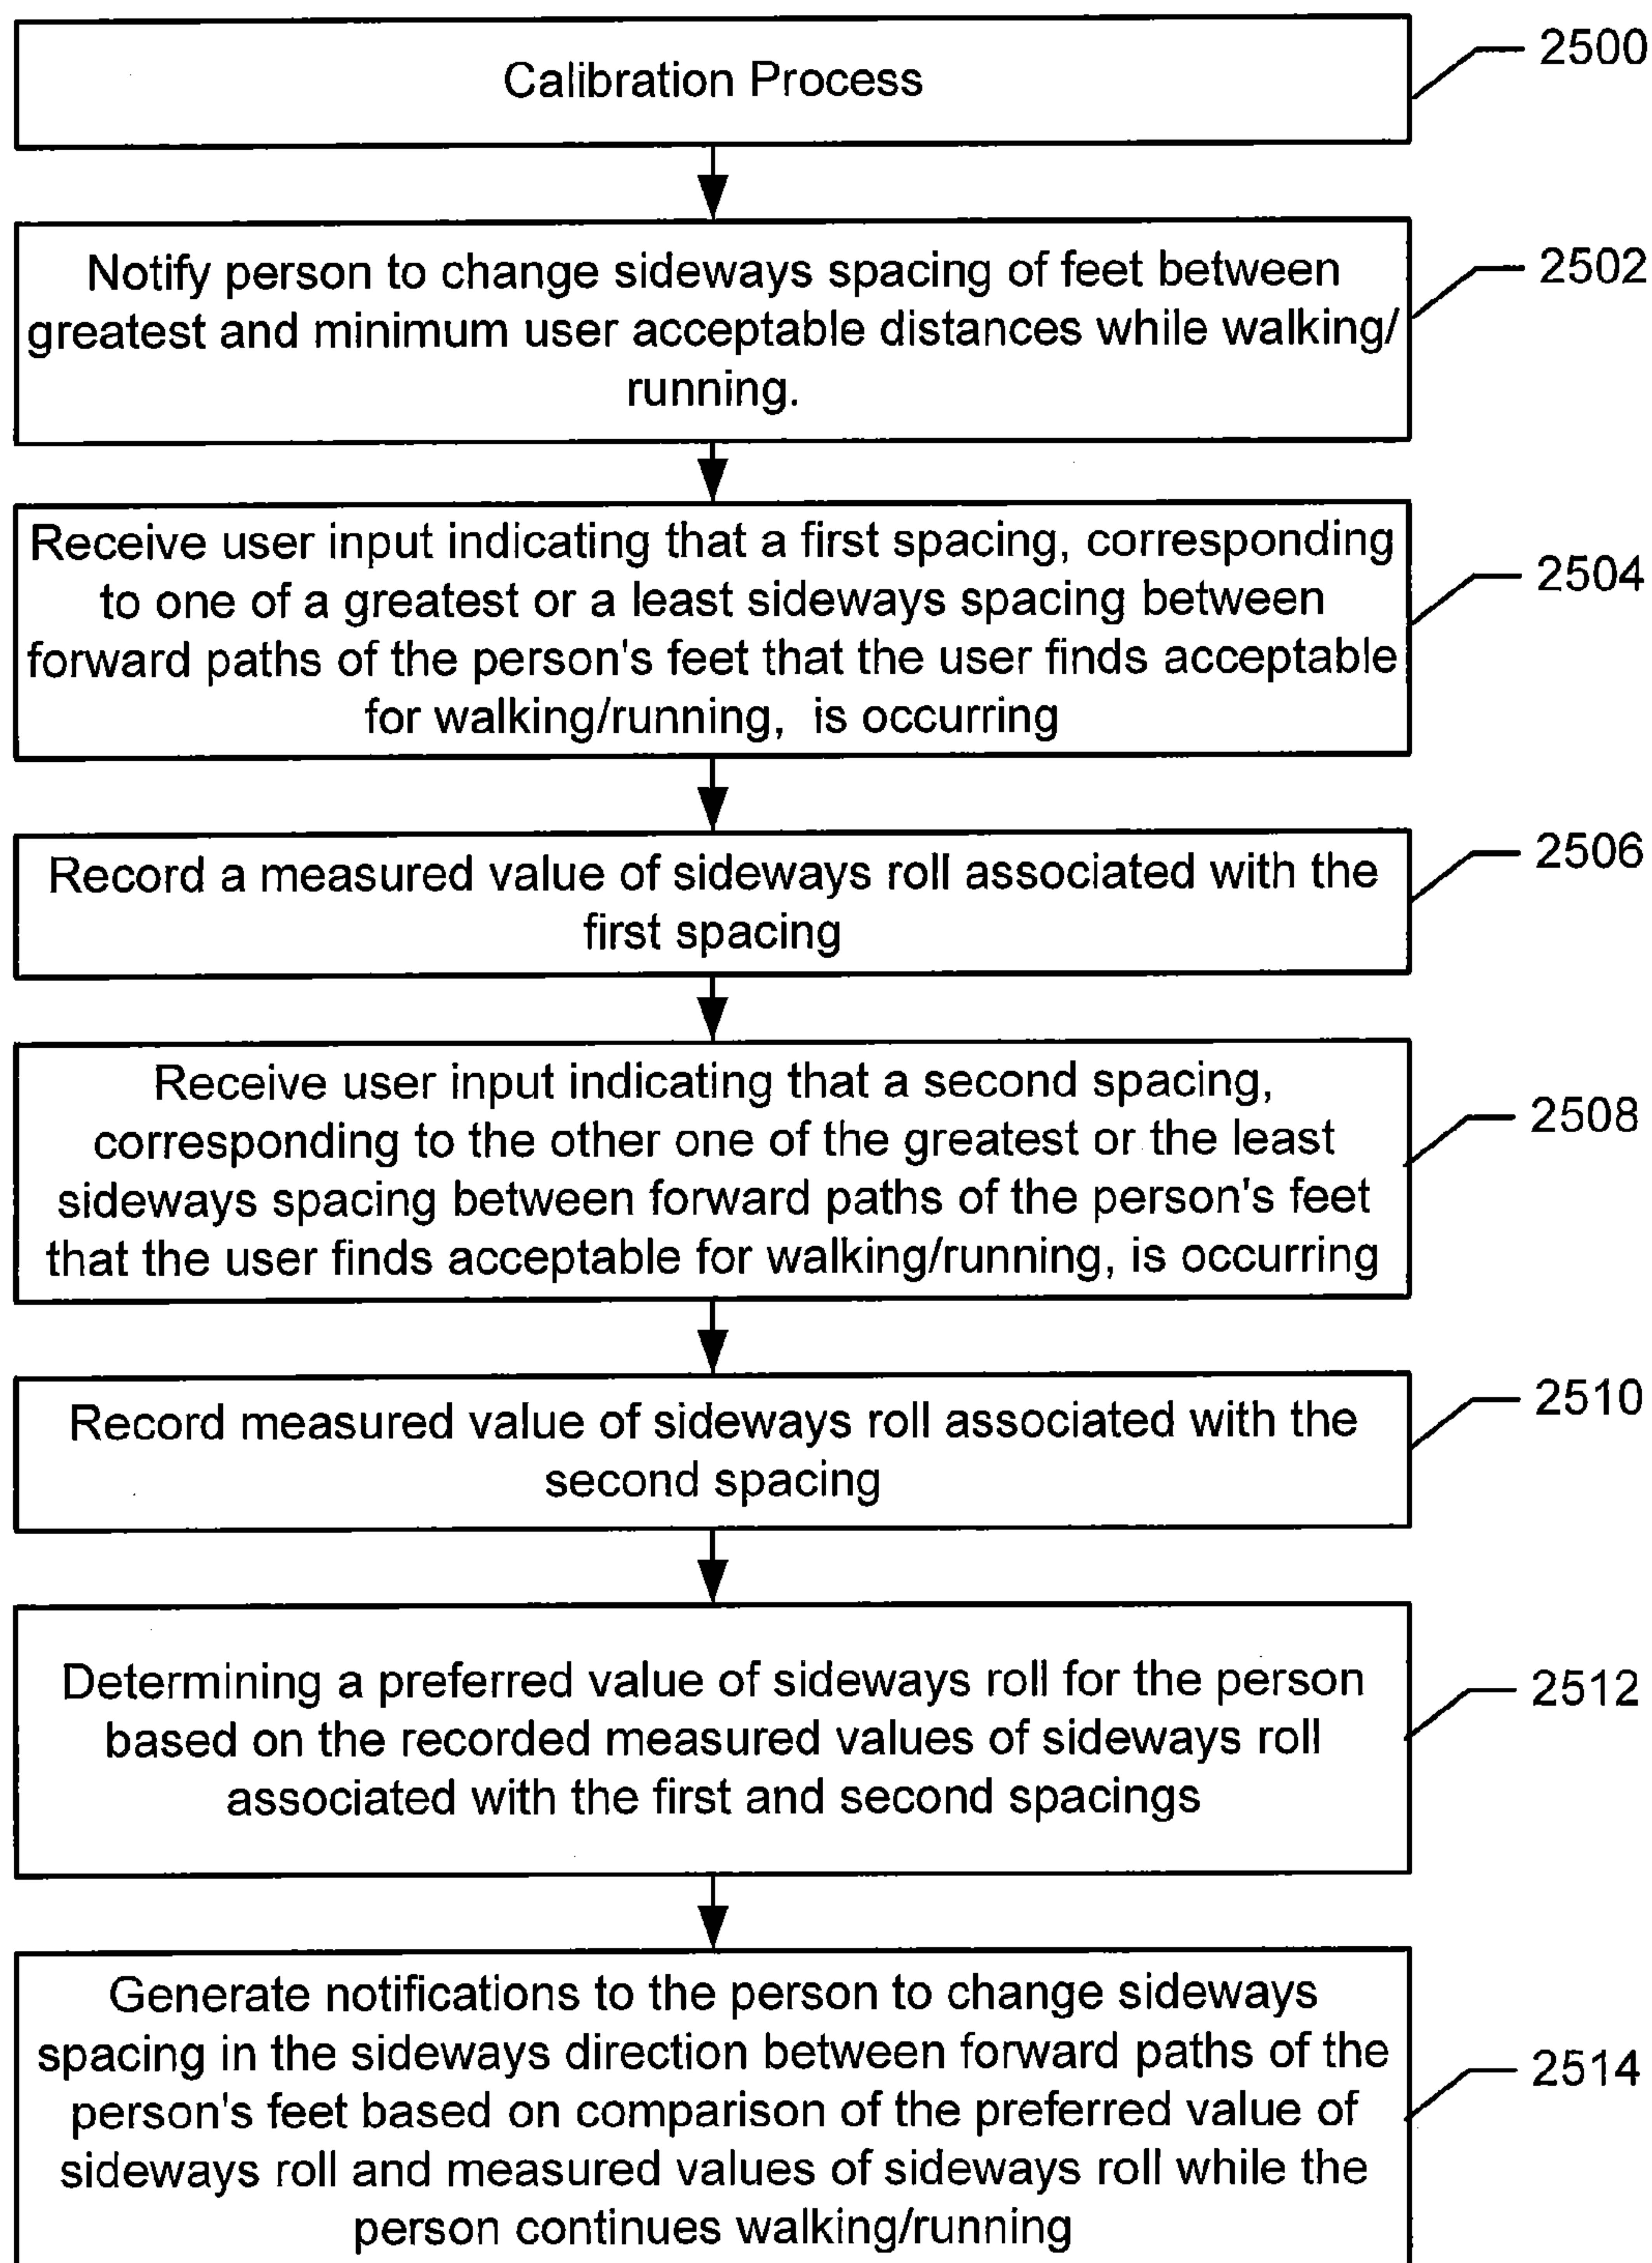 Calibration Process
2500
Notify person to change sideways spacing of feet between
greatest and minimum user acceptable distances while walking/
running.
2502
Receive user input indicating that a first spacing, corresponding
to one of a greatest or a least sideways spacing between
forward paths of the person's feet that the user finds acceptable
for walking/running, is occurring
2504
Record a measured value of sideways roll associated with the
first spacing
2506
Receive user input indicating that a second spacing,
corresponding to the other one of the greatest or the least
sideways spacing between forward paths of the person's feet
that the user finds acceptable for walking/running, is occurring
2508
Record measured value of sideways roll associated with the
second spacing
2510
Determining a preferred value of sideways roll for the person
based on the recorded measured values of sideways roll
associated with the first and second spacings
2512
Generate notifications to the person to change sideways
spacing in the sideways direction between forward paths of the
person's feet based on comparison of the preferred value of
sideways roll and measured values of sideways roll while the
person continues walking/running
2514